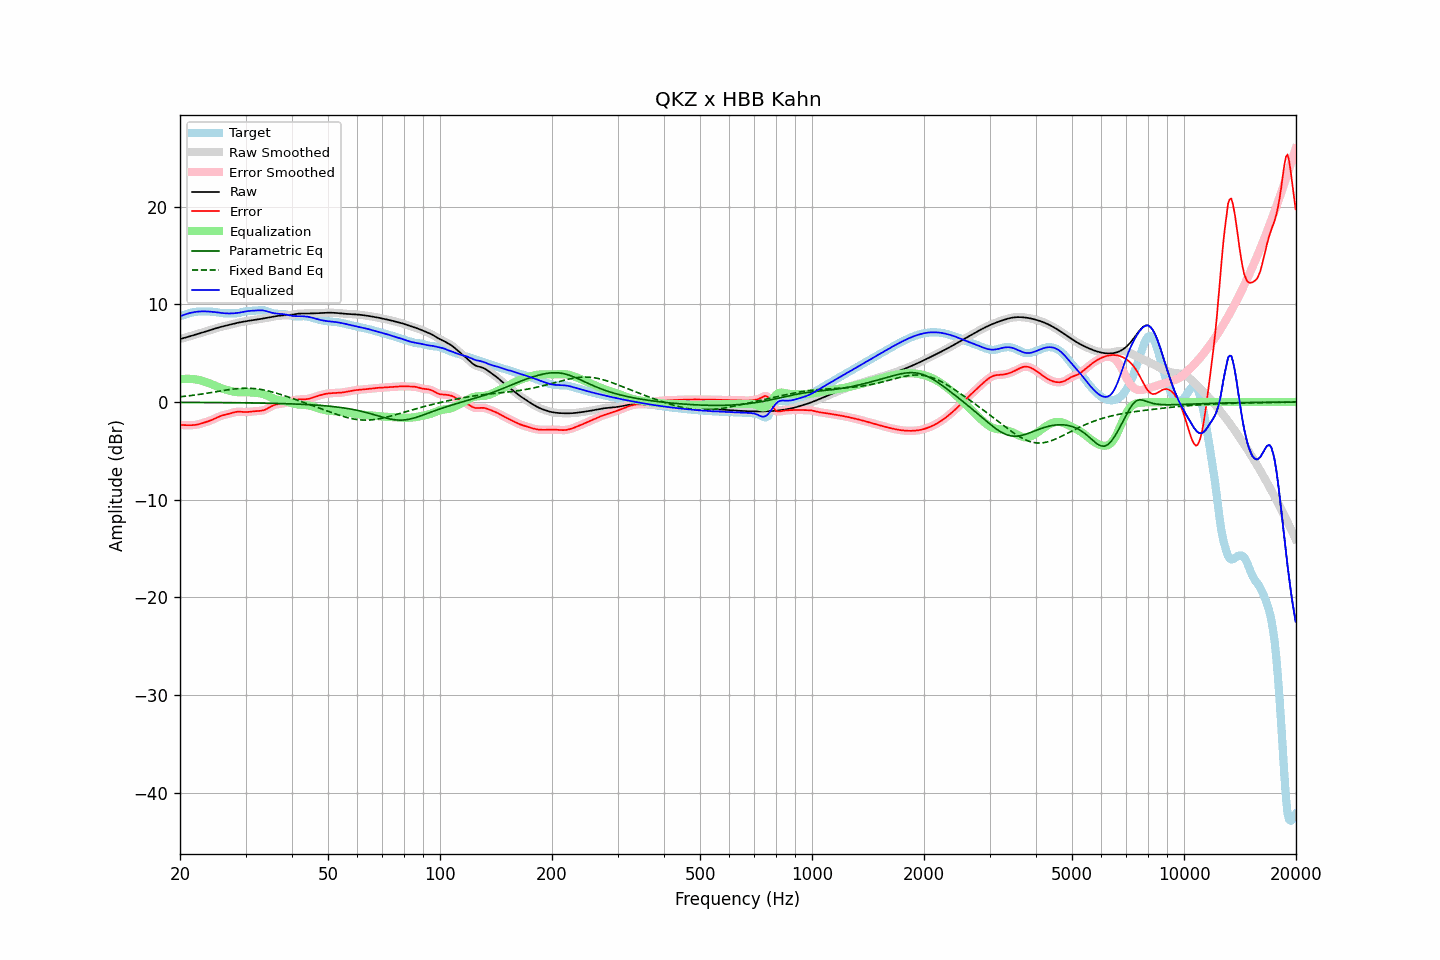 QKZ x HBB Kahn
Target
Raw Smoothed
Error Smoothed
Raw
Error
Equalization
Parametric Eq
Fixed Band Eq
Equalized
Amplitude (dBr)
20
10
0
−10
−20
−30
−40
20 50 100 200 500 1000 2000 5000 10000 20000
Frequency (Hz)